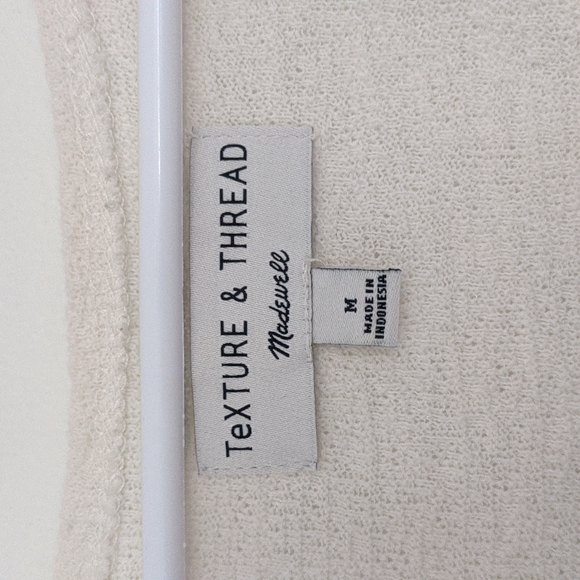 TeXTURE & THREAD
Madewell
M
MADE IN
INDONESIA